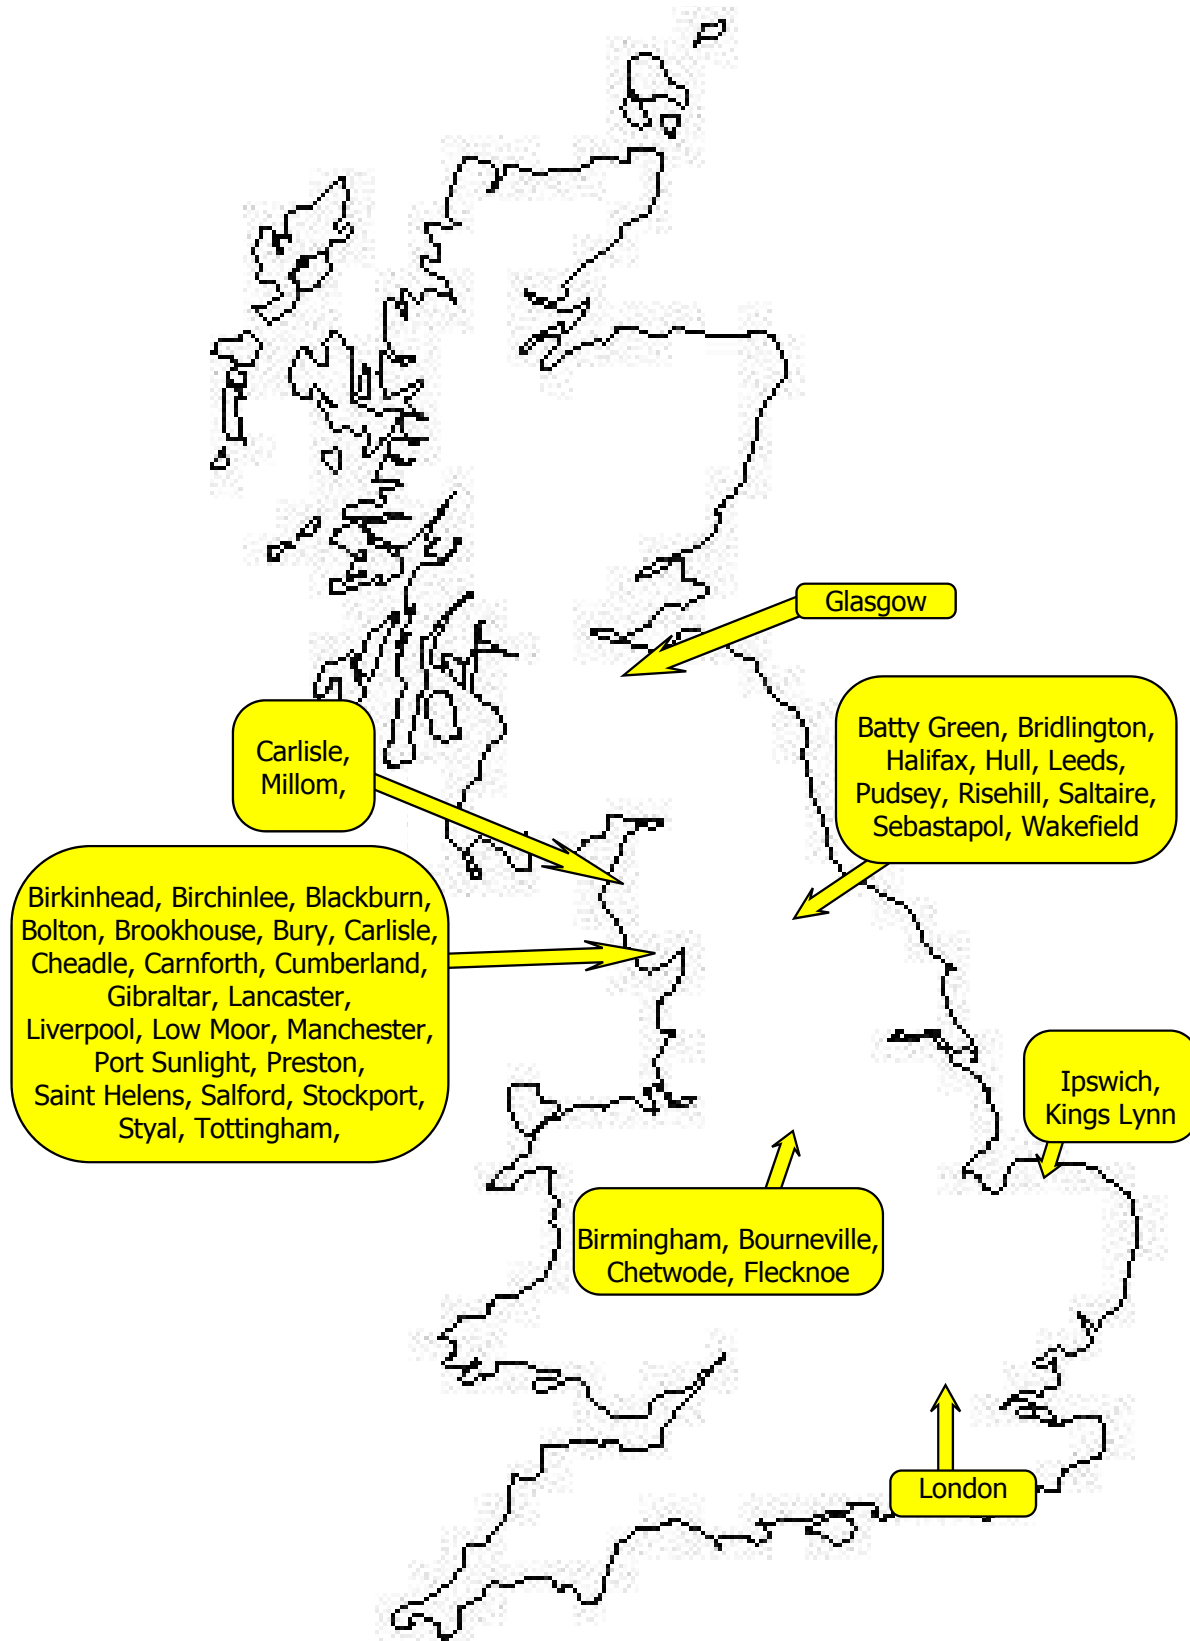 Glasgow
Carlisle,
Millom,
Batty Green, Bridlington,
Halifax, Hull, Leeds,
Pudsey, Risehill, Saltaire,
Sebastapol, Wakefield
Birkinhead, Birchinlee, Blackburn,
Bolton, Brookhouse, Bury, Carlisle,
Cheadle, Carnforth, Cumberland,
Gibraltar, Lancaster,
Liverpool, Low Moor, Manchester,
Port Sunlight, Preston,
Saint Helens, Salford, Stockport,
Styal, Tottingham,
Ipswich,
Kings Lynn
Birmingham, Bourneville,
Chetwode, Flecknoe
London